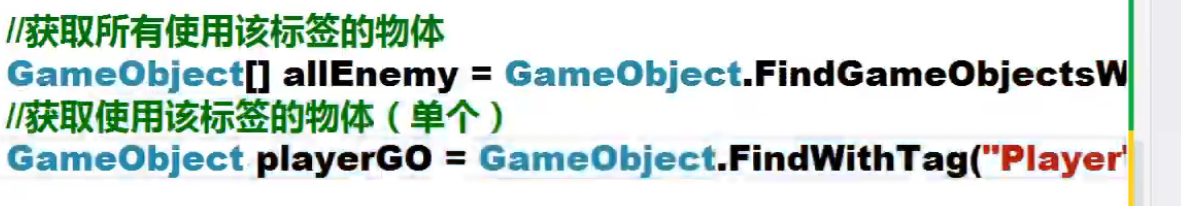 //获取所有使用该标签的物体
GameObject[] allEnemy = GameObject.FindGameObjectsW
//获取使用该标签的物体（单个）
GameObject playerGO = GameObject.FindWithTag("Player"